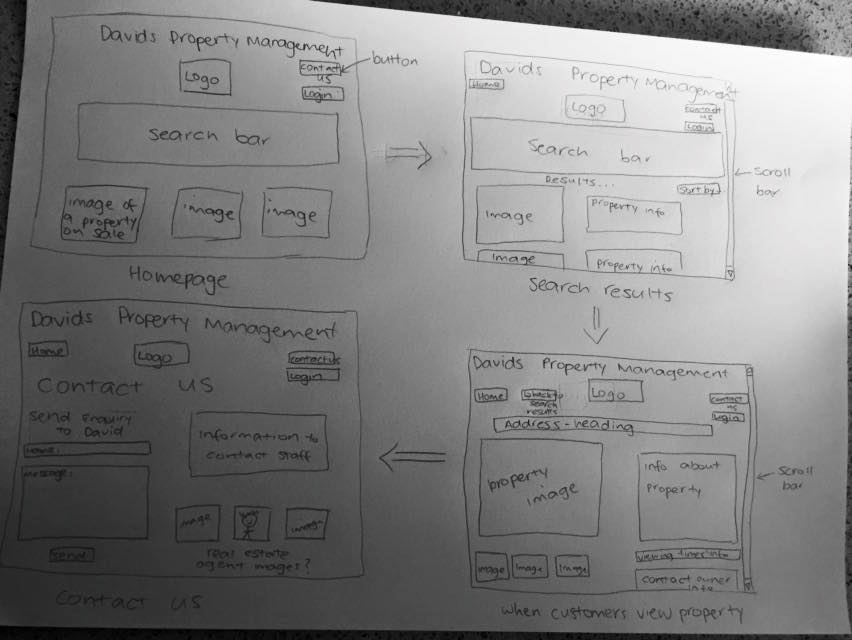 Davids Property Management
Logo
contact
us
button
Login
Search bar
image of
a property
on sale
image
image
Homepage
Davids Property Management
Home
Logo
contact
us
Login
Search bar
scroll
bar
Results...
Sort by
Image
Property info
Image
Property info
Search results
Davids Property Management
Home
Logo
contact us
Login
Contact us
Send Enquiry
to David
Name:
Message:
Send
Information to
contact staff
image
image
real estate
agent images?
Contact us
Davids Property Management
Home
back to
search
results
Logo
contact
us
Login
Address - heading
property
image
info about
Property
scroll
bar
image
image
image
viewing times info
contact owner
info
when customers view property